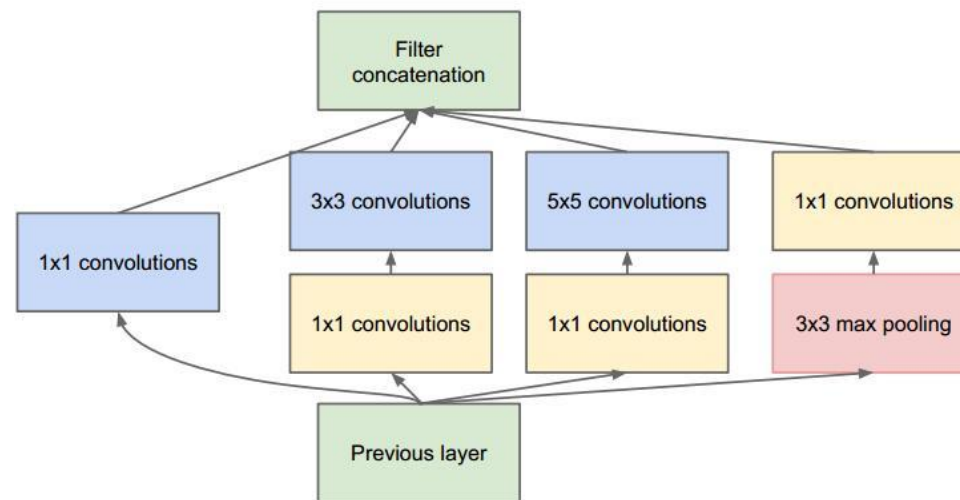 Filter
concatenation
3x3 convolutions
5x5 convolutions
1x1 convolutions
1x1 convolutions
1x1 convolutions
1x1 convolutions
3x3 max pooling
Previous layer